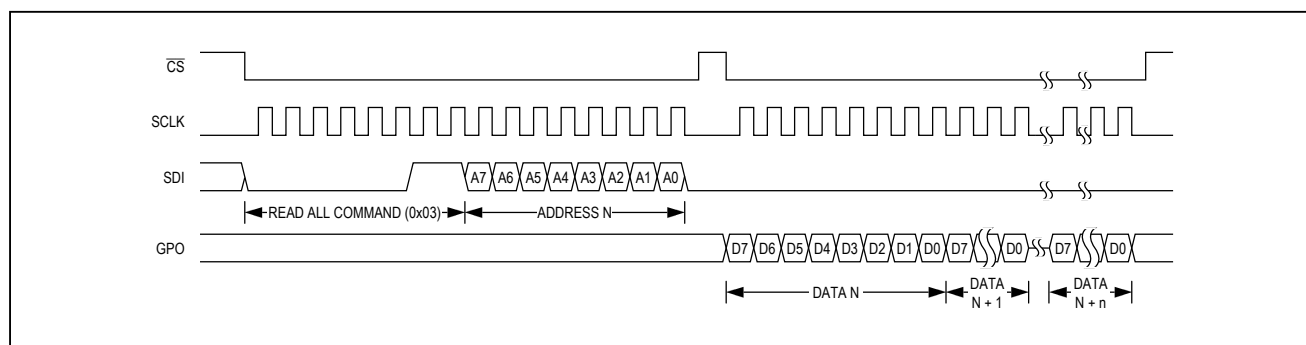 CS
SCLK
SDI A7 A6 A5 A4 A3 A2 A1 A0
READ ALL COMMAND (0x03) ADDRESS N
GPO D7 D6 D5 D4 D3 D2 D1 D0 D7 D0 D7 D0
DATA N DATA DATA
N + 1 N + n